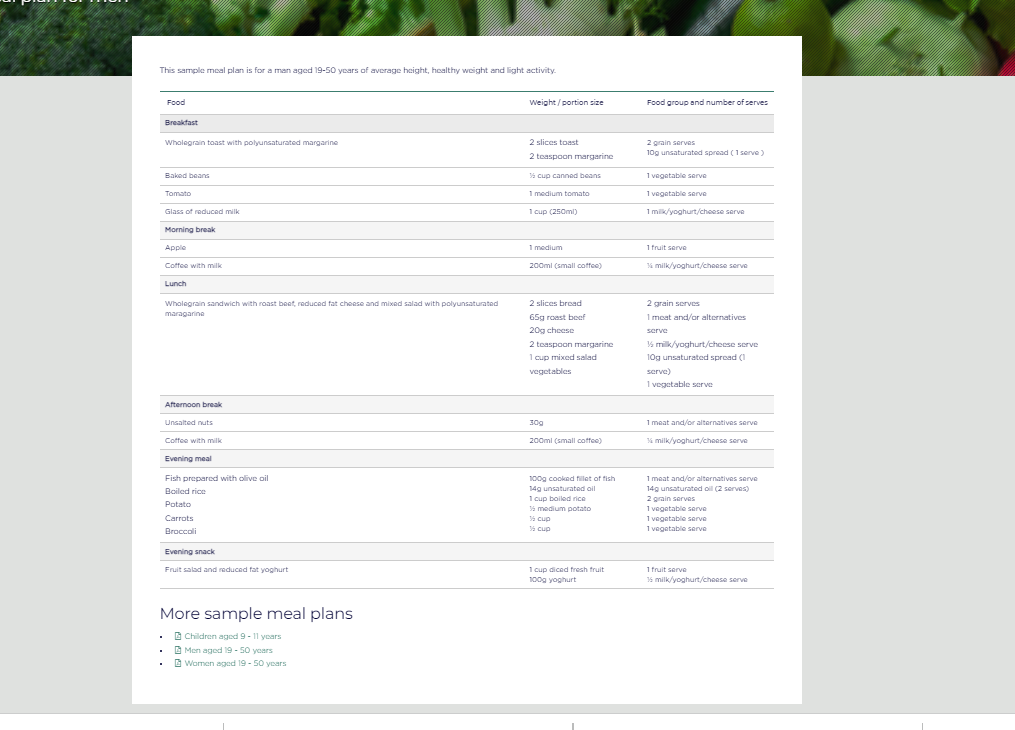 plan for men
This sample meal plan is for a man aged 19-50 years of average height, healthy weight and light activity.
Food Weight / portion size Food group and number of serves
Breakfast
Wholegrain toast with polyunsaturated margarine 2 slices toast 2 grain serves
2 teaspoon margarine 10g unsaturated spread ( 1 serve )
Baked beans ½ cup canned beans 1 vegetable serve
Tomato 1 medium tomato 1 vegetable serve
Glass of reduced milk 1 cup (250ml) 1 milk/yoghurt/cheese serve
Morning break
Apple 1 medium 1 fruit serve
Coffee with milk 200ml (small coffee) milk/yoghurt/cheese serve
Lunch
Wholegrain sandwich with roast beef, reduced fat cheese and mixed salad with polyunsaturated 2 slices bread 2 grain serves
maragarine 65g roast beef 1 meat and/or alternatives
20g cheese serve
2 teaspoon margarine ½ milk/yoghurt/cheese serve
1 cup mixed salad 10g unsaturated spread (1
vegetables serve)
1 vegetable serve
Afternoon break
Unsalted nuts 30g 1 meat and/or alternatives serve
Coffee with milk 200ml (small coffee) milk/yoghurt/cheese serve
Evening meal
Fish prepared with olive oil 100g cooked fillet of fish 1 meat and/or alternatives serve
Boiled rice 14g unsaturated oil 14g unsaturated oil (2 serves)
Potato 1 cup boiled rice 2 grain serves
Carrots ½ medium potato 1 vegetable serve
Broccoli ½ cup 1 vegetable serve
½ cup 1 vegetable serve
Evening snack
Fruit salad and reduced fat yoghurt 1 cup diced fresh fruit 1 fruit serve
100g yoghurt ½ milk/yoghurt/cheese serve
More sample meal plans
Children aged 9 - 11 years
Men aged 19 - 50 years
Women aged 19 - 50 years